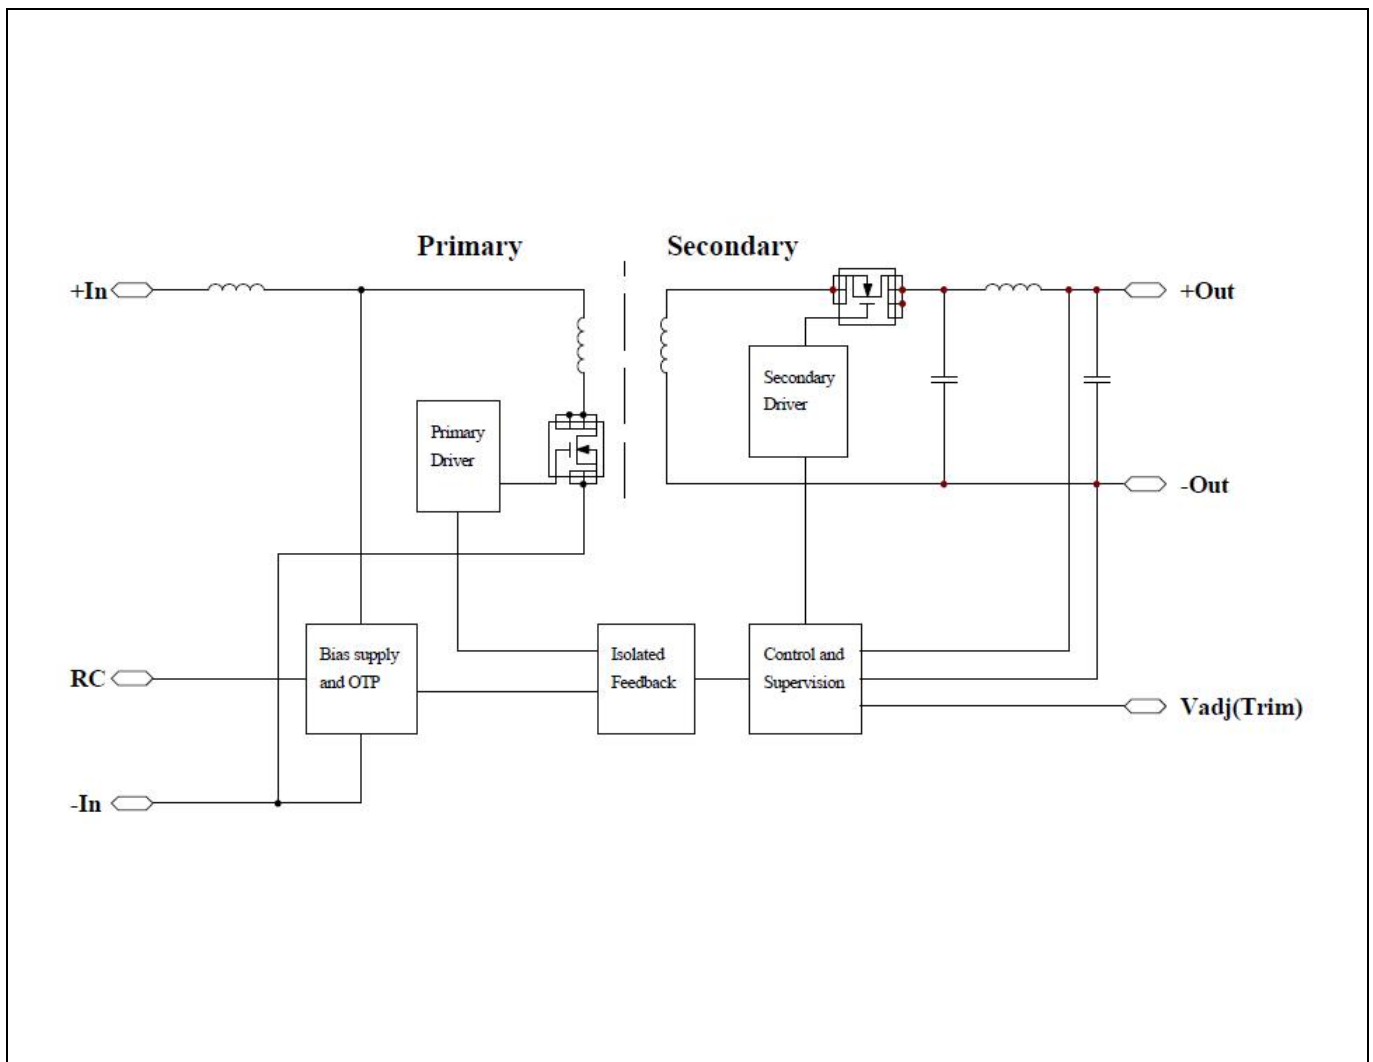 Primary
Secondary
+In
+Out
Secondary
Driver
Primary
Driver
-Out
Bias supply
and OTP
Isolated
Feedback
Control and
Supervision
RC
Vadj(Trim)
-In